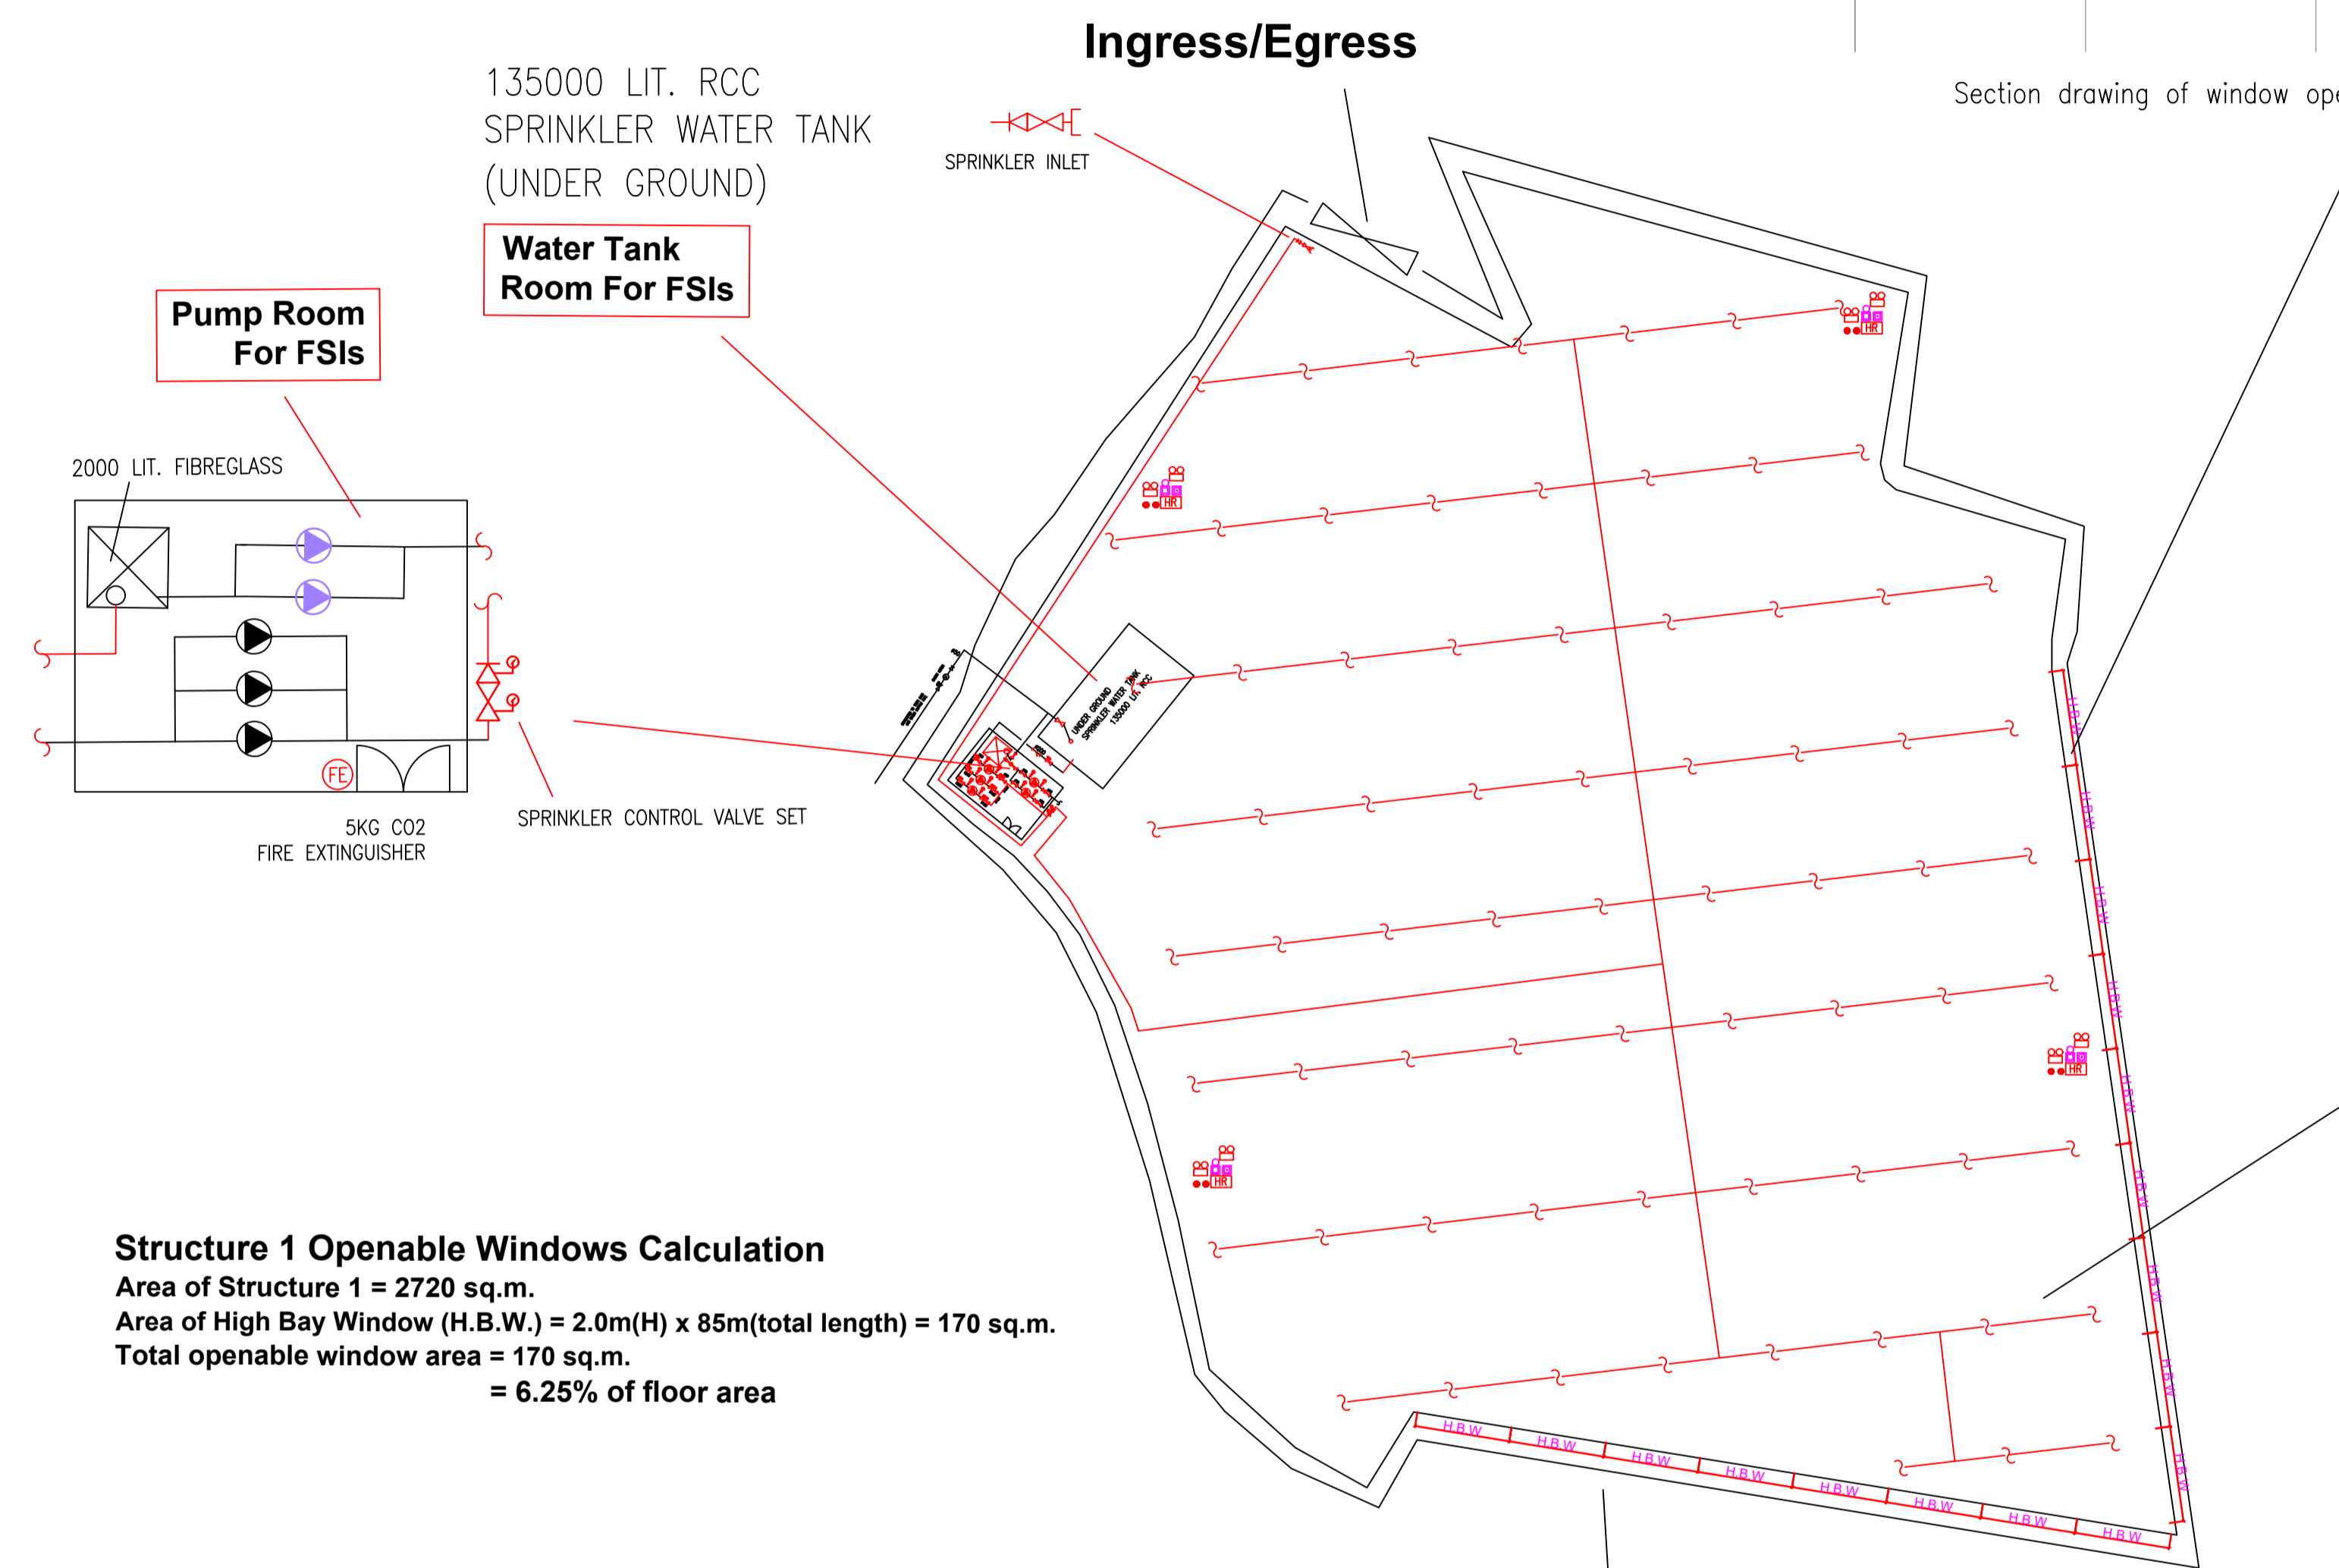 Ingress/Egress
135000 LIT. RCC
SPRINKLER WATER TANK
(UNDER GROUND)
Section drawing of window
SPRINKLER INLET
Water Tank
Room For FSIs
Pump Room
For FSIs
2000 LIT. FIBREGLASS
FE
5KG CO2
FIRE EXTINGUISHER
SPRINKLER CONTROL VALVE SET
UNDER GROUND
SPRINKLER WATER TANK
135000 LIT. RCC
HR
HR
HR
HR
H.B.W
H.B.W
H.B.W
H.B.W
H.B.W
H.B.W
H.B.W
H.B.W
H.B.W
Structure 1 Openable Windows Calculation
Area of Structure 1 = 2720 sq.m.
Area of High Bay Window (H.B.W.) = 2.0m(H) x 85m(total length) = 170 sq.m.
Total openable window area = 170 sq.m.
= 6.25% of floor area
H.B.W
H.B.W
H.B.W
H.B.W
H.B.W
H.B.W
H.B.W
H.B.W